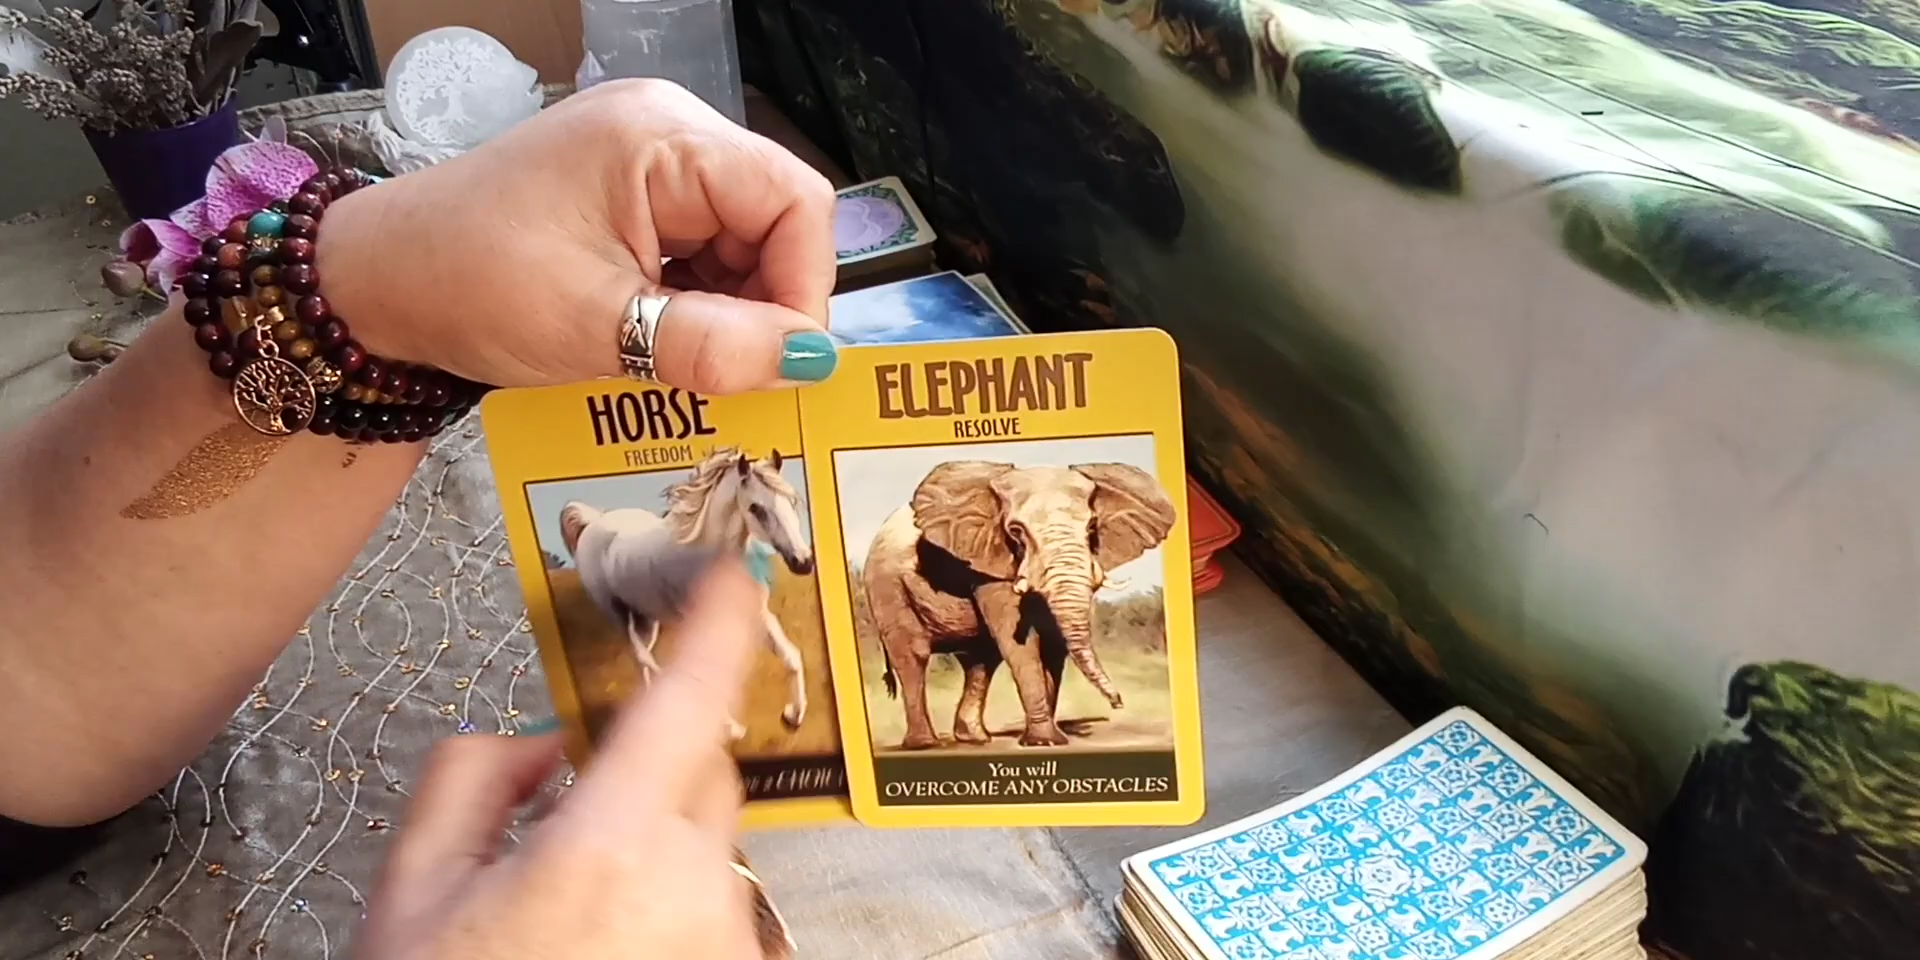 HORSE
FREEDOM
ELEPHANT
RESOLVE
You will
OVERCOME ANY OBSTACLES